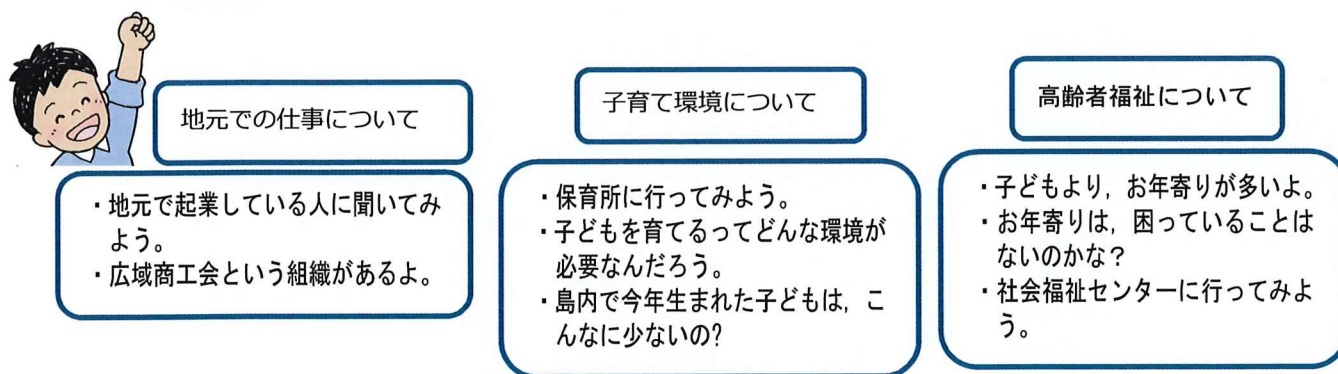 地元での仕事について
・地元で起業している人に聞いてみ
よう。
・広域商工会という組織があるよ。
子育て環境について
・保育所に行ってみよう。
・子どもを育てるってどんな環境が
必要なんだろう。
・島内で今年生まれた子どもは，こ
んなに少ないの?
高齢者福祉について
・子どもより，お年寄りが多いよ。
・お年寄りは，困っていることは
ないのかな？
・社会福祉センターに行ってみよ
う。